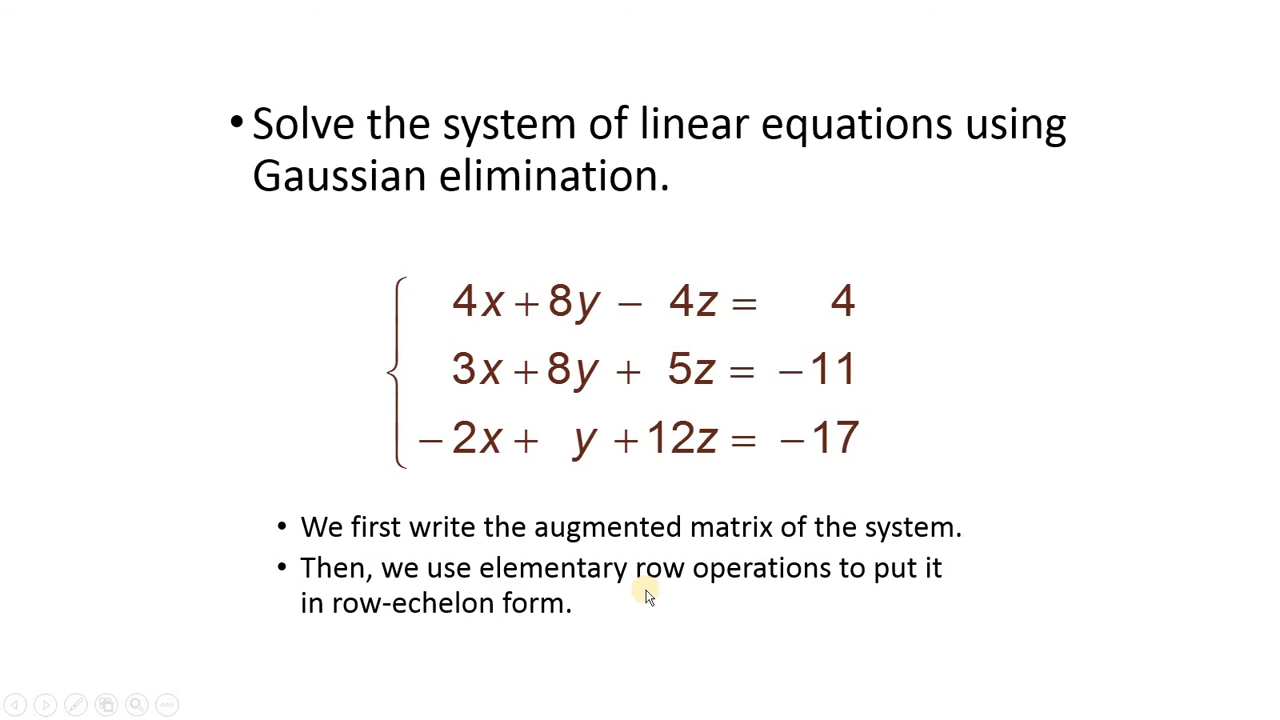 • Solve the system of linear equations using
Gaussian elimination.
4x + 8y − 4z = 4
3x + 8y + 5z = −11
−2x + y + 12z = −17
• We first write the augmented matrix of the system.
• Then, we use elementary row operations to put it
in row-echelon form.